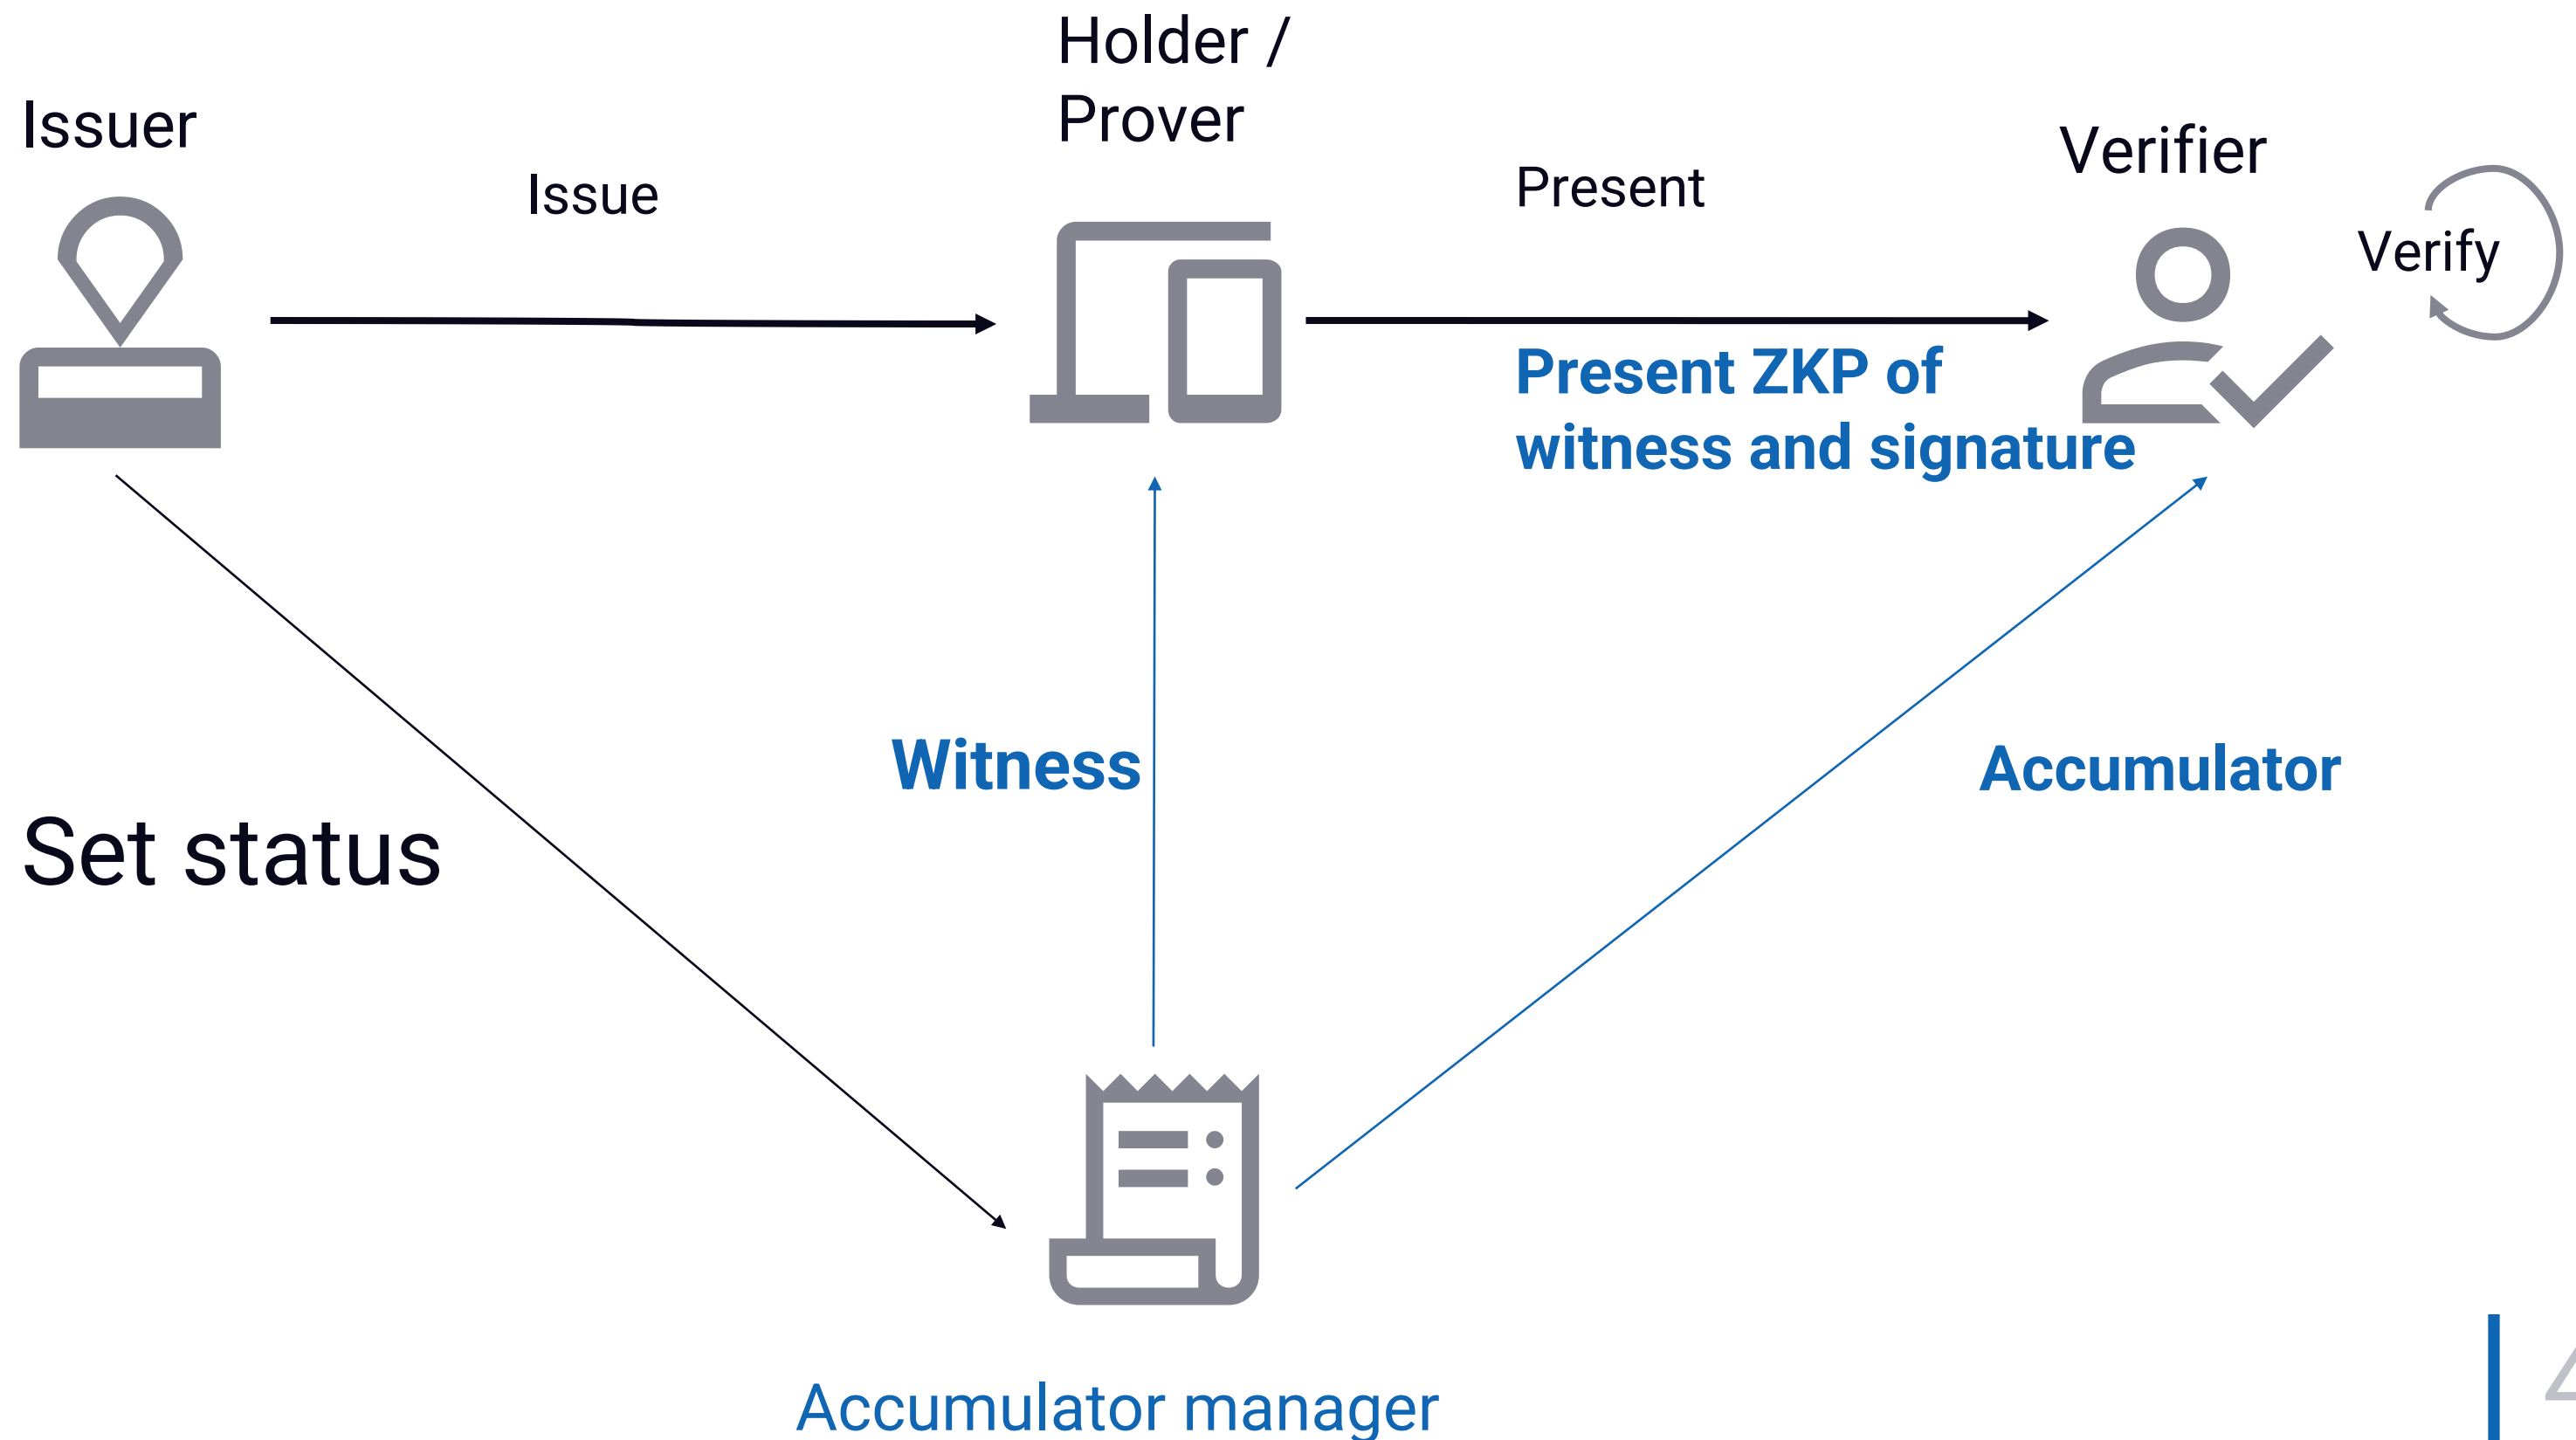 Holder /
Prover
Issuer
Verifier
Issue
Present
Verify
Present ZKP of
witness and signature
Witness
Accumulator
Set status
Accumulator manager